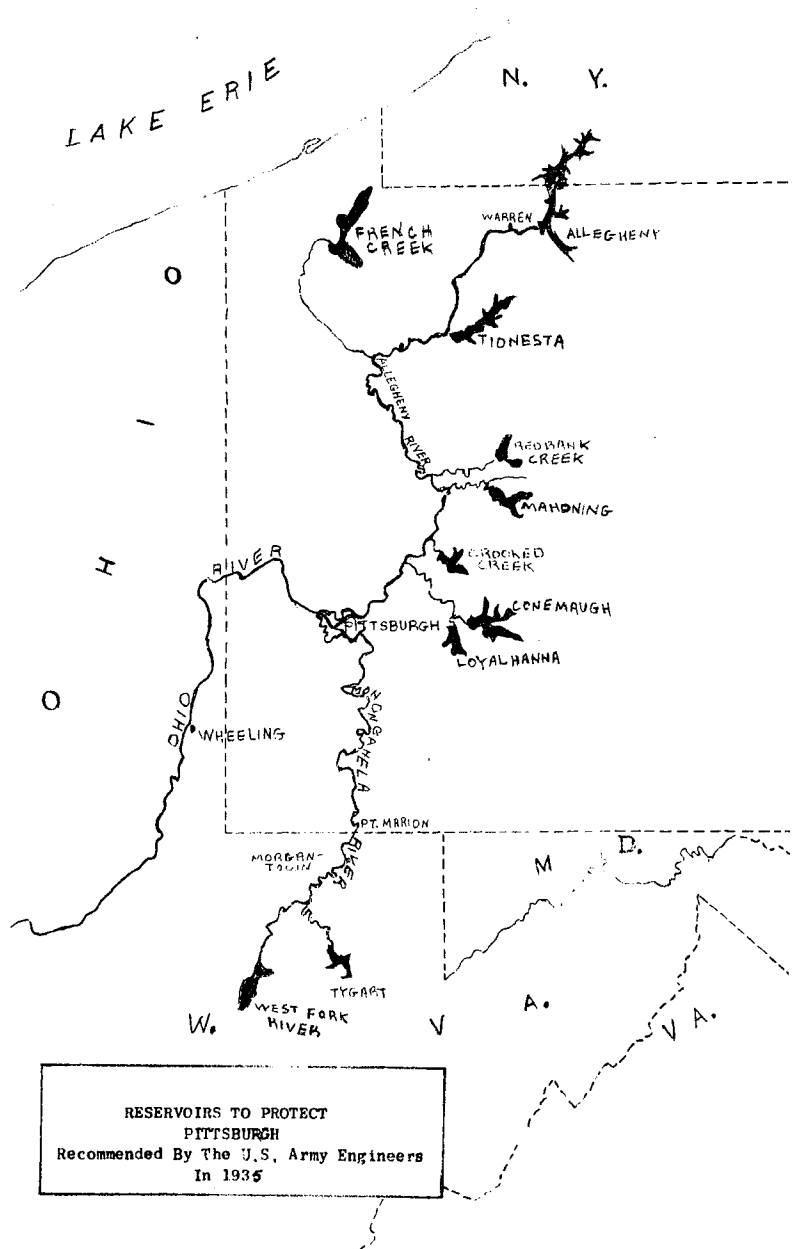 LAKE ERIE
N. Y.
WARREN
ALLEGHENY
FRENCH
CREEK
OHIO
TIONESTA
ALLEGHENY
RIVER
REDBANK
CREEK
MAHONING
CROOKED
CREEK
RIVER
CONEMAUGH
PITTSBURGH
LOYALHANNA
OHIO
WHEELING
MONONGAHELA
PT. MARION
RIVER
MORGAN-
TOWN
M D.
TYGART
WEST FORK
RIVER
W. V A.
V A.
RESERVOIRS TO PROTECT
PITTSBURGH
Recommended By The U.S. Army Engineers
In 1935